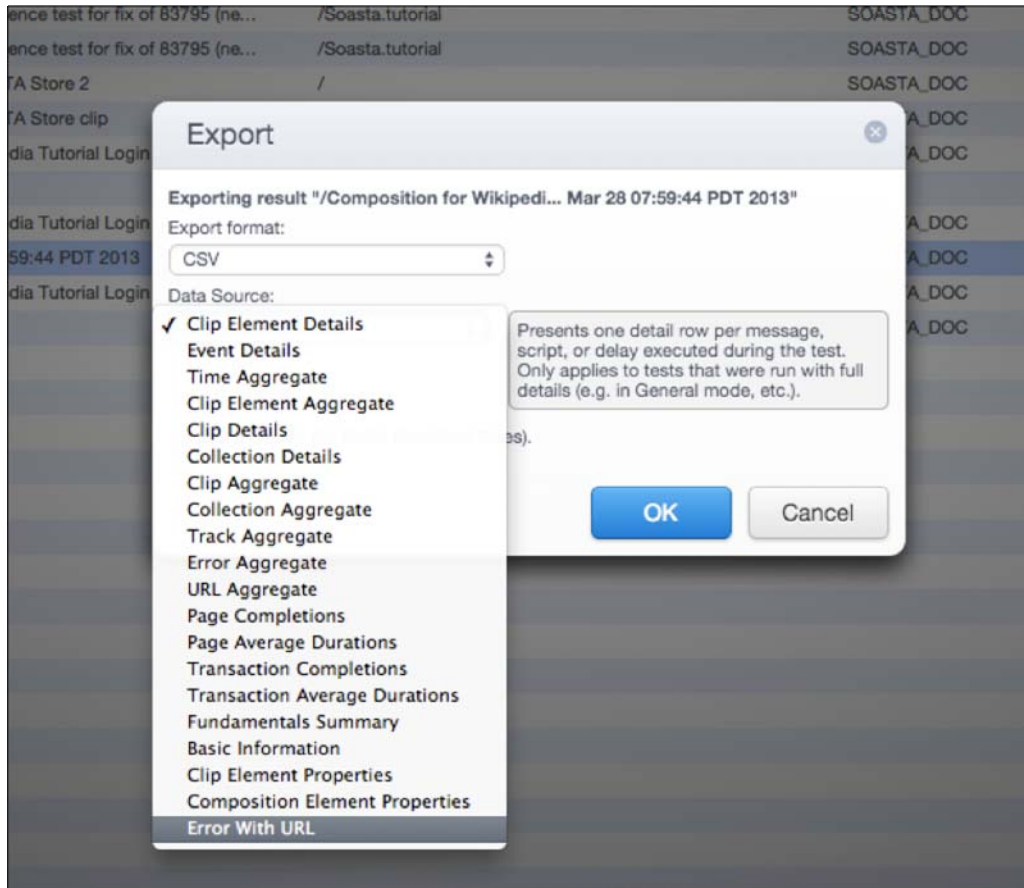 ence test for fix of 83795 (ne... /Soasta.tutorial SOASTA_DOC
ence test for fix of 83795 (ne... /Soasta.tutorial SOASTA_DOC
TA Store 2 / SOASTA_DOC
TA Store clip A_DOC
dia Tutorial Login A_DOC
dia Tutorial Login A_DOC
59:44 PDT 2013 A_DOC
dia Tutorial Login A_DOC
A_DOC
Export
Exporting result "/Composition for Wikipedi... Mar 28 07:59:44 PDT 2013"
Export format:
CSV
Data Source:
✓ Clip Element Details
Event Details
Time Aggregate
Clip Element Aggregate
Clip Details
Collection Details
Clip Aggregate
Collection Aggregate
Track Aggregate
Error Aggregate
URL Aggregate
Page Completions
Page Average Durations
Transaction Completions
Transaction Average Durations
Fundamentals Summary
Basic Information
Clip Element Properties
Composition Element Properties
Error With URL
Presents one detail row per message,
script, or delay executed during the test.
Only applies to tests that were run with full
details (e.g. in General mode, etc.).
es).
OK
Cancel